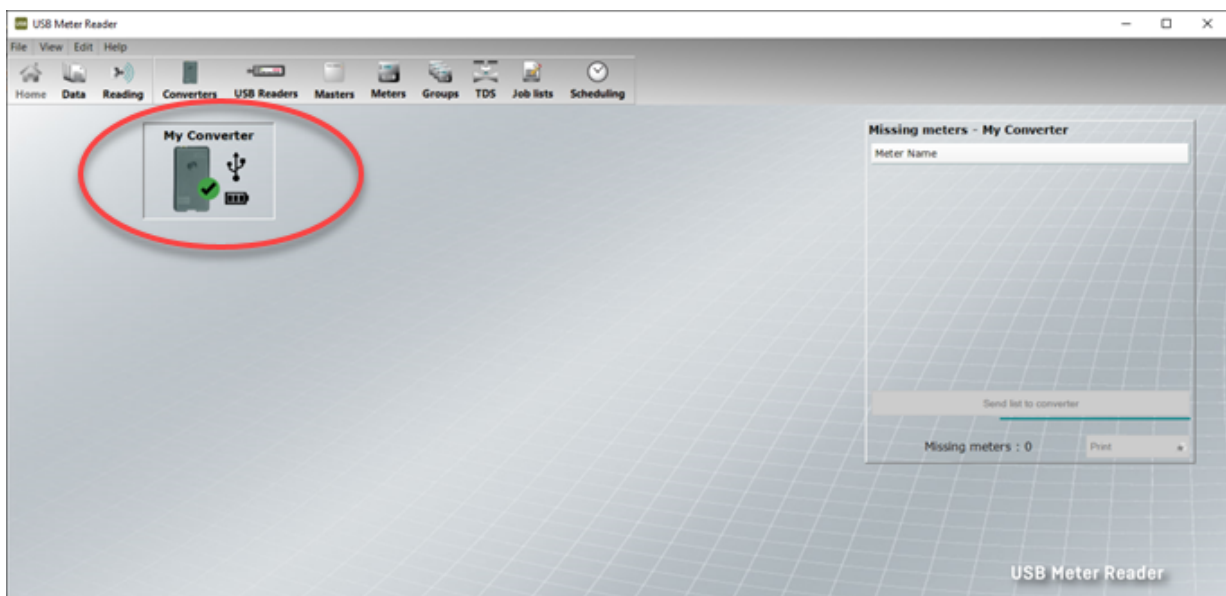 USB Meter Reader
File View Edit Help
Home Data Reading Converters USB Readers Masters Meters Groups TDS Job lists Scheduling
My Converter
Missing meters - My Converter
Meter Name
Send list to converter
Missing meters : 0 Print
USB Meter Reader